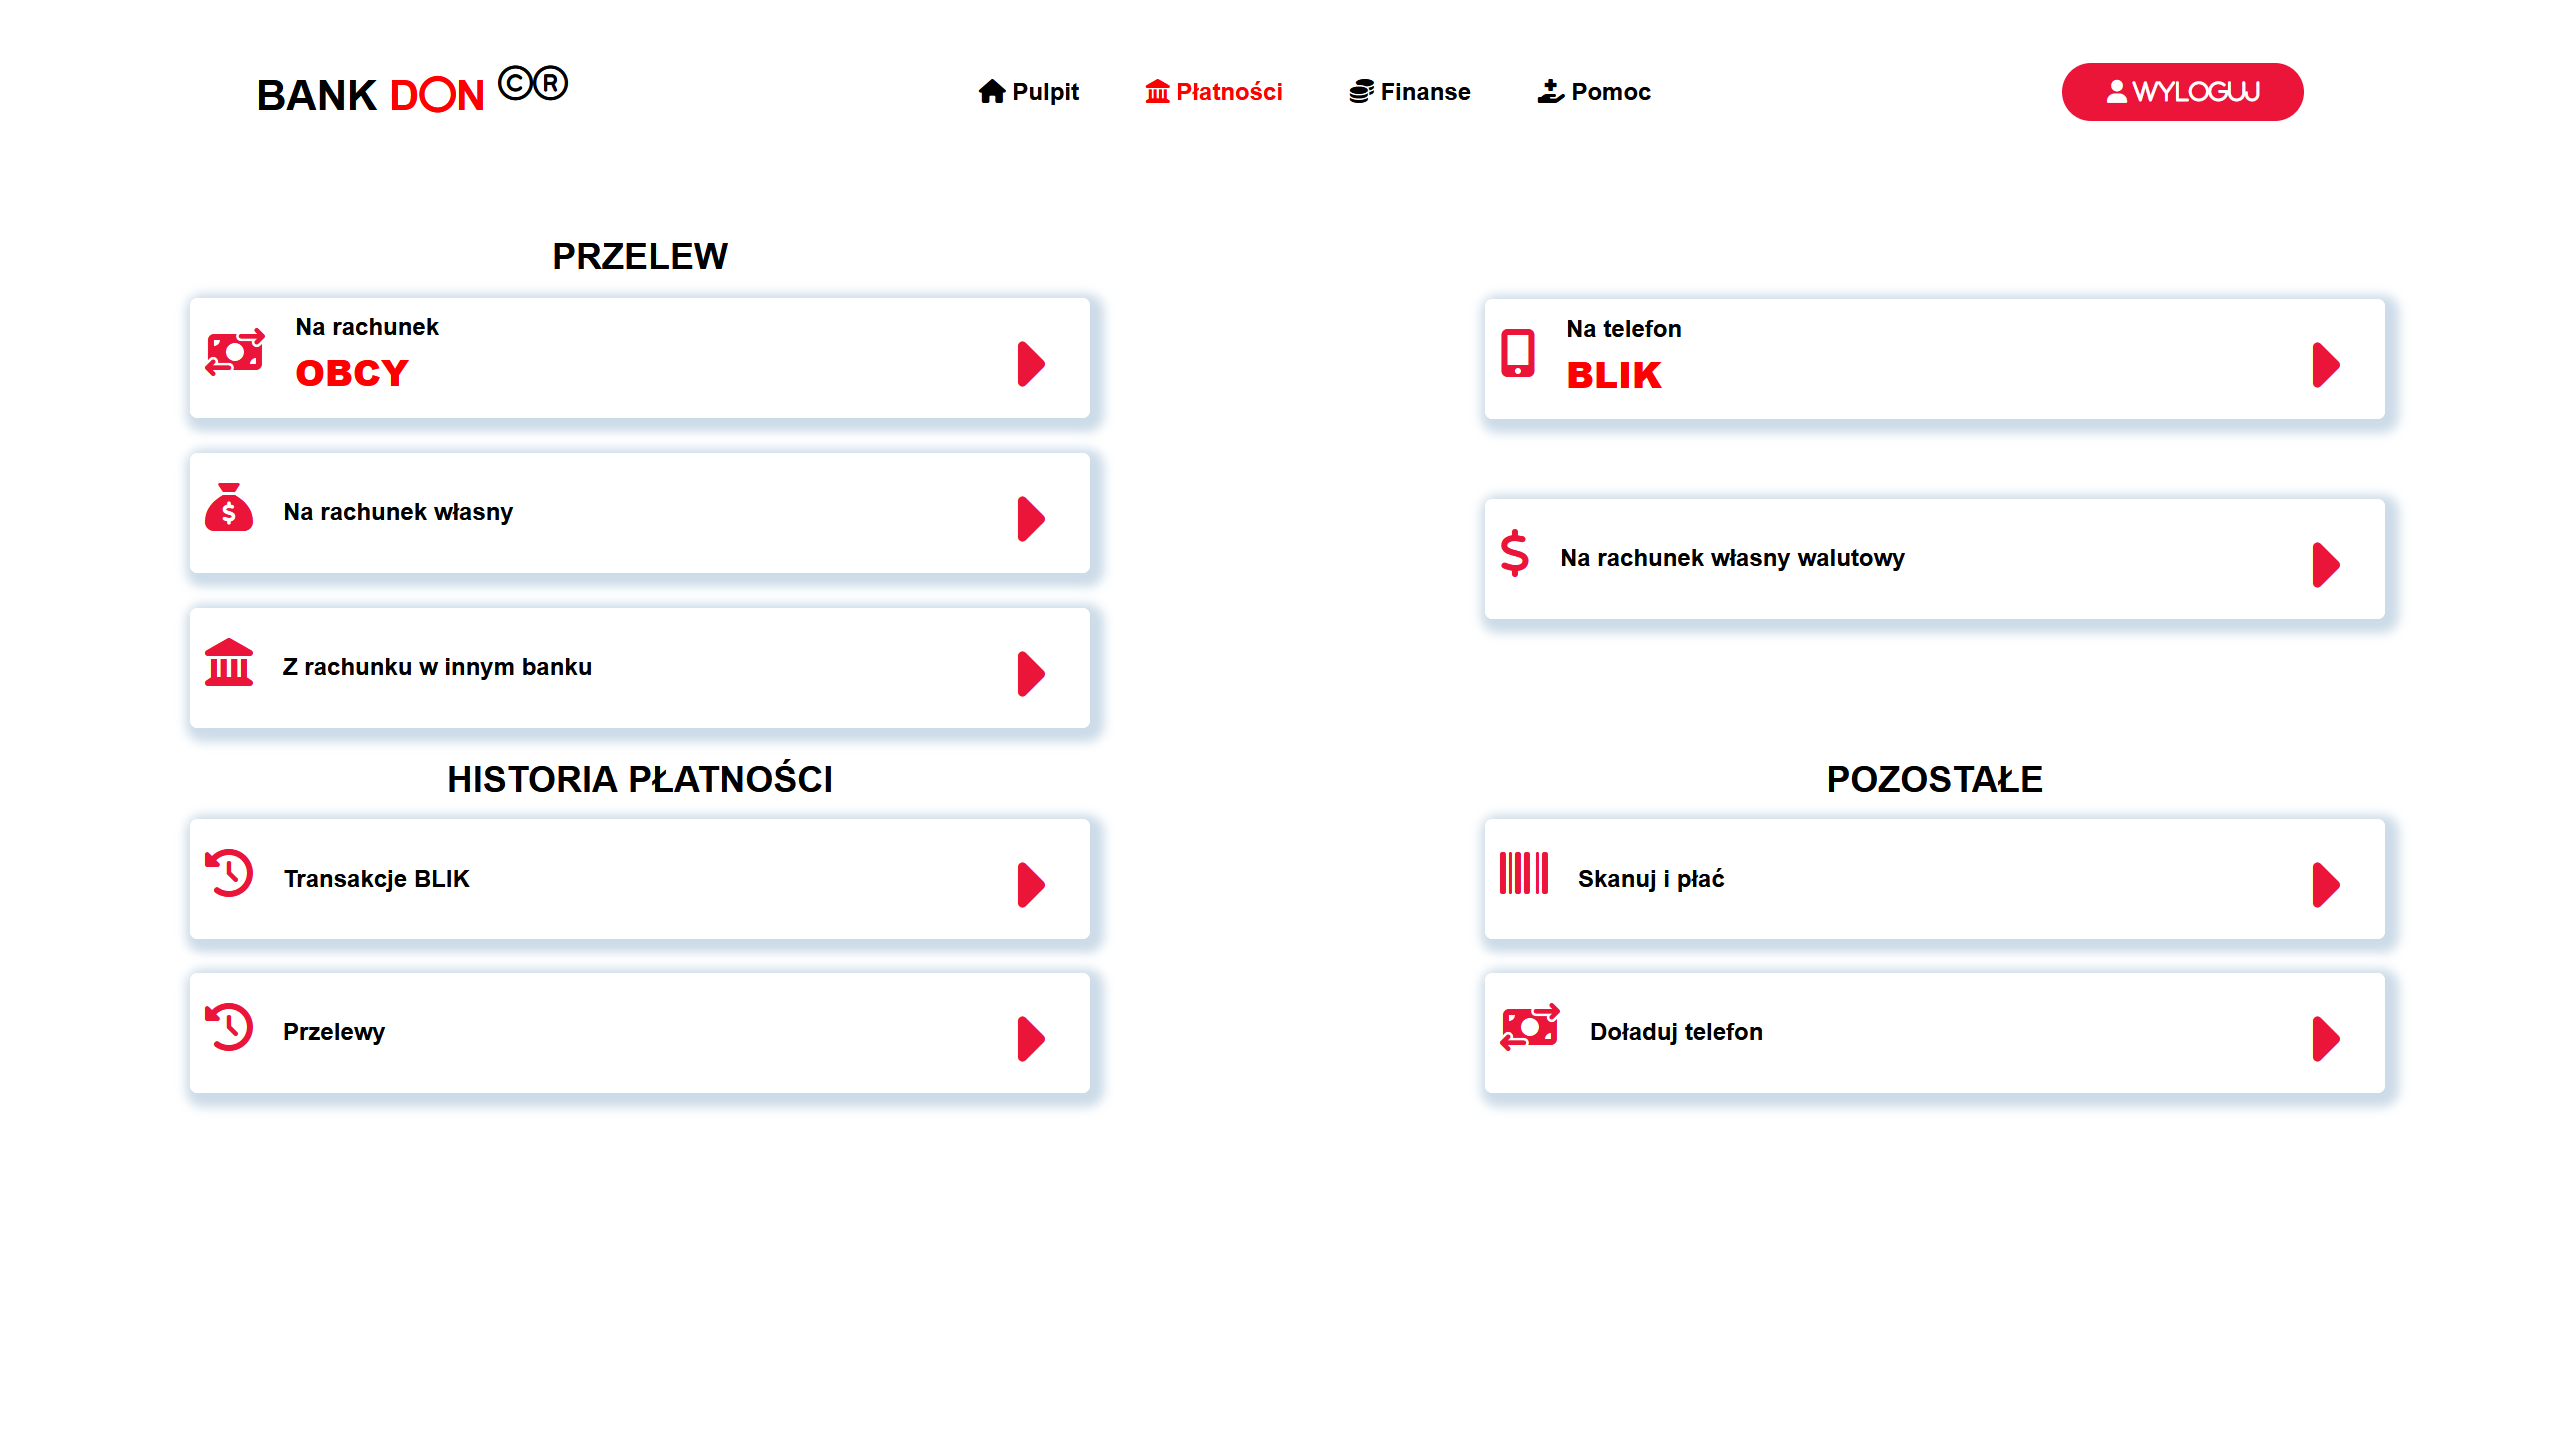 BANK DON ©®
Pulpit
Płatności
Finanse
Pomoc
WYLOGUJ
PRZELEW
Na rachunek
OBCY
Na telefon
BLIK
Na rachunek własny
Na rachunek własny walutowy
Z rachunku w innym banku
HISTORIA PŁATNOŚCI
POZOSTAŁE
Transakcje BLIK
Skanuj i płać
Przelewy
Doładuj telefon